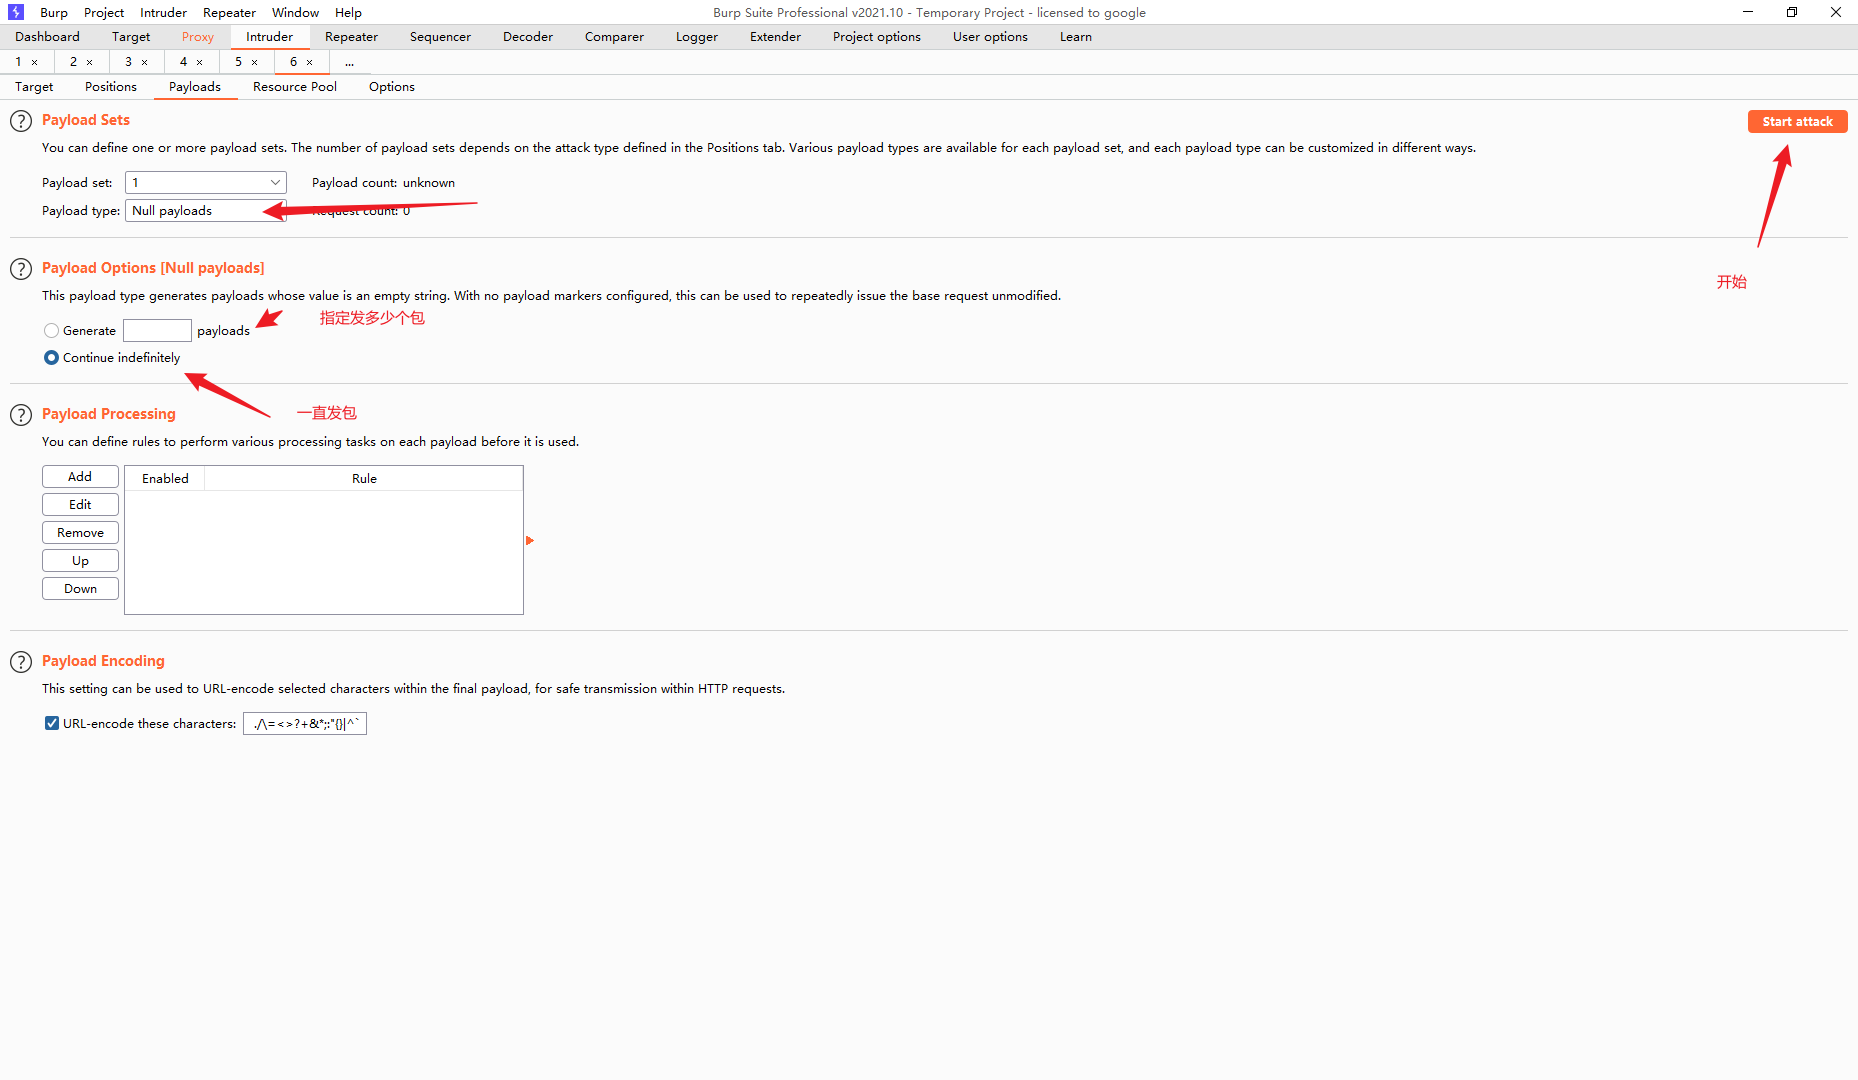 Burp Project Intruder Repeater Window Help
Burp Suite Professional v2021.10 - Temporary Project - licensed to google
Dashboard Target Proxy Intruder Repeater Sequencer Decoder Comparer Logger Extender Project options User options Learn
1 × 2 × 3 × 4 × 5 × 6 × ...
Target Positions Payloads Resource Pool Options
? Payload Sets
Start attack
You can define one or more payload sets. The number of payload sets depends on the attack type defined in the Positions tab. Various payload types are available for each payload set, and each payload type can be customized in different ways.
Payload set: 1 Payload count: unknown
Payload type: Null payloads Request count: 0
? Payload Options [Null payloads]
开始
This payload type generates payloads whose value is an empty string. With no payload markers configured, this can be used to repeatedly issue the base request unmodified.
指定发多少个包
Generate payloads
Continue indefinitely
一直发包
? Payload Processing
You can define rules to perform various processing tasks on each payload before it is used.
Add
Enabled Rule
Edit
Remove
Up
Down
? Payload Encoding
This setting can be used to URL-encode selected characters within the final payload, for safe transmission within HTTP requests.
URL-encode these characters: ./\=<>?+&*;:"{}|^`